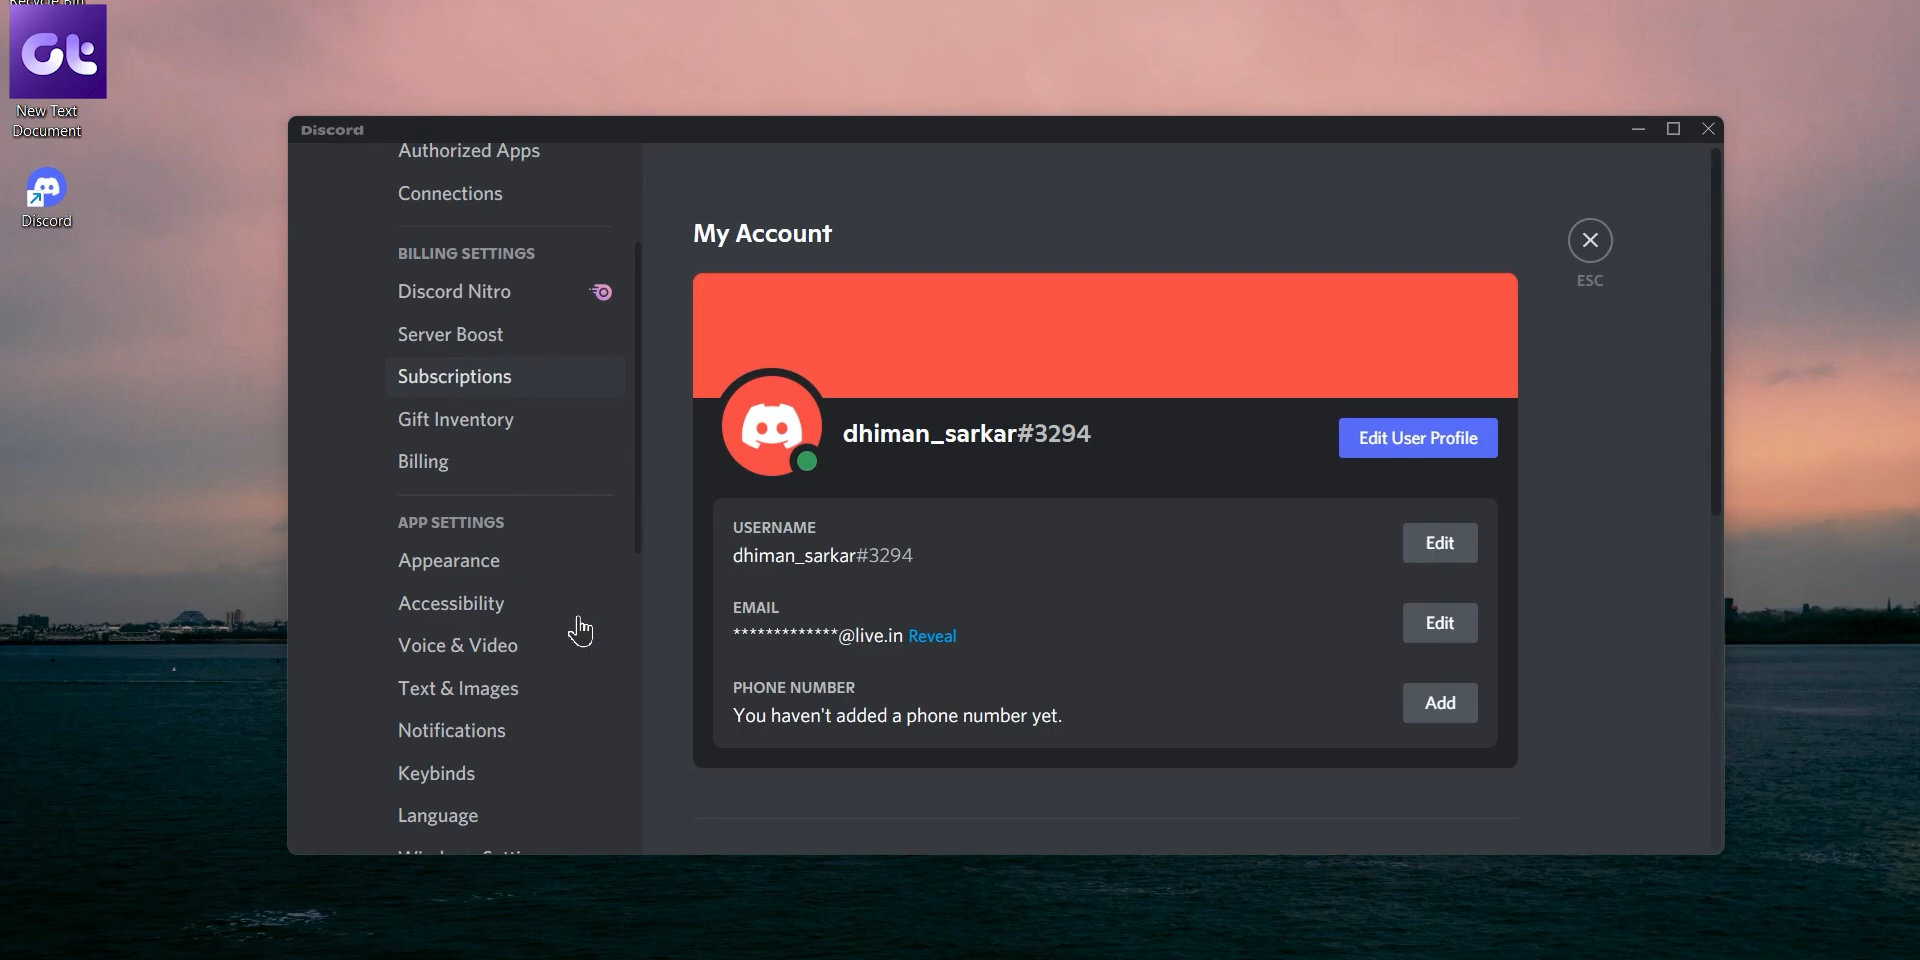 Recycle Bin
New Text
Document
Discord
Discord
Authorized Apps
Connections
BILLING SETTINGS
Discord Nitro
Server Boost
Subscriptions
Gift Inventory
Billing
APP SETTINGS
Appearance
Accessibility
Voice & Video
Text & Images
Notifications
Keybinds
Language
My Account
ESC
dhiman_sarkar#3294
Edit User Profile
USERNAME
dhiman_sarkar#3294
Edit
EMAIL
*************@live.in Reveal
Edit
PHONE NUMBER
You haven't added a phone number yet.
Add